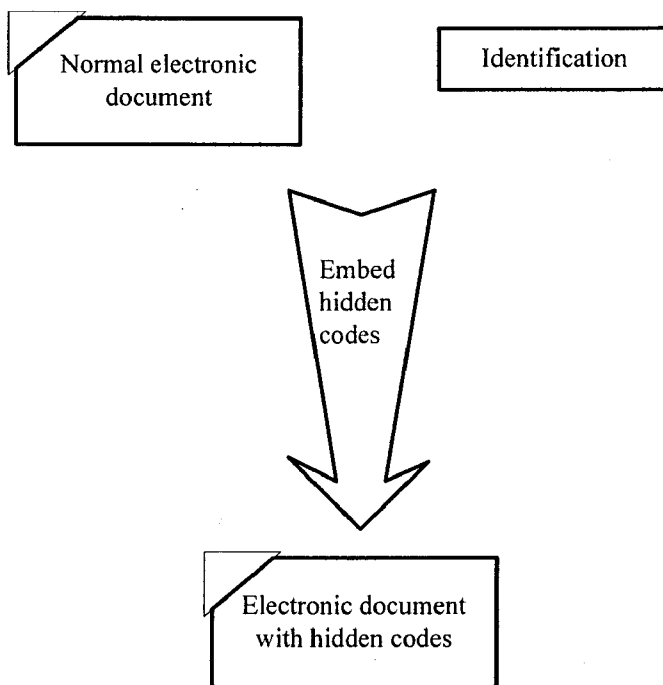 Normal electronic
document
Identification
Embed
hidden
codes
Electronic document
with hidden codes